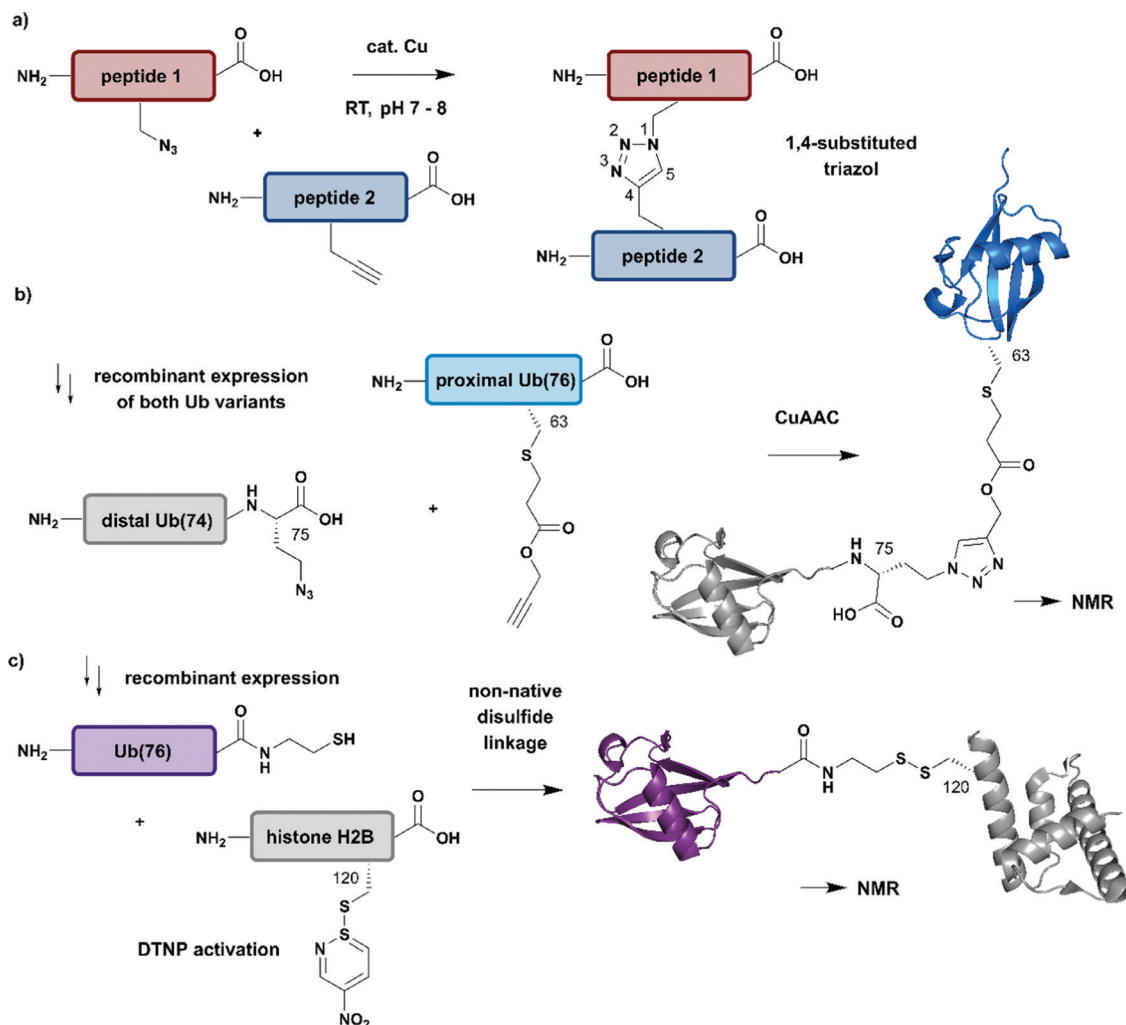 a)
NH2
peptide 1
O
OH
N3
+
cat. Cu
RT, pH 7 - 8
NH2
peptide 2
O
OH
NH2
peptide 1
O
OH
1
2
N
N
3
N
5
4
1,4-substituted
triazol
NH2
peptide 2
O
OH
b)
recombinant expression
of both Ub variants
NH2
proximal Ub(76)
O
OH
63
S
O
O
NH2
distal Ub(74)
H
N
O
OH
75
N3
+
CuAAC
63
S
O
O
H
N
75
N
N
N
HO
O
NMR
c)
recombinant expression
NH2
Ub(76)
O
N
H
SH
+
NH2
histone H2B
O
OH
120
S
S
N
NO2
DTNP activation
non-native
disulfide
linkage
O
N
H
S
S
120
NMR